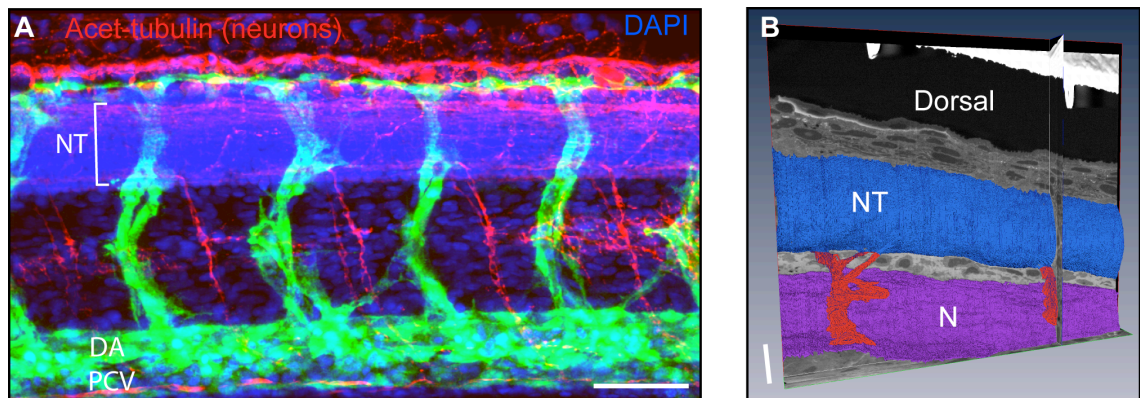 A Acet-tubulin (neurons) DAPI
NT
DA
PCV
B
Dorsal
NT
N